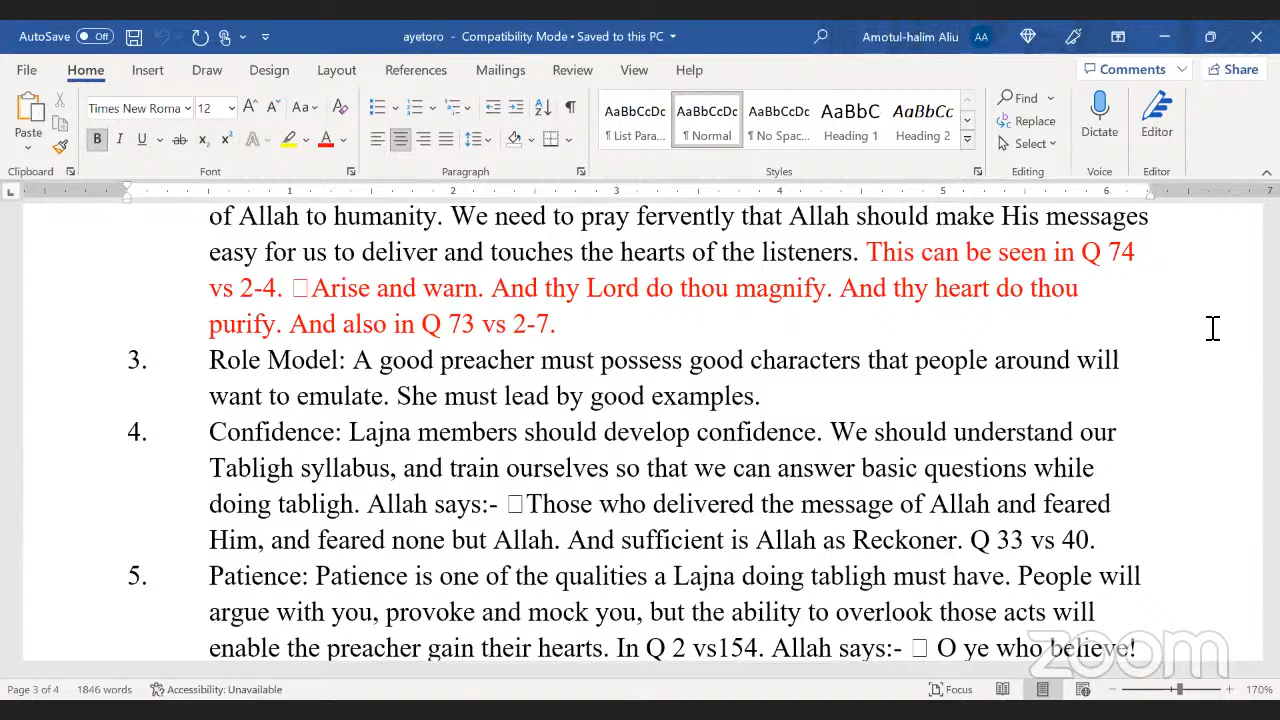 AutoSave Off ayetoro - Compatibility Mode • Saved to this PC Amotul-halim Aliu AA
File Home Insert Draw Design Layout References Mailings Review View Help Comments Share
Times New Roma 12 Aa AaBbCcDc AaBbCcDc AaBbCcDc AaBbC AaBbCc Find
Paste Replace Dictate Editor
B I U ab x₂ x² A A ¶ List Para... ¶ Normal ¶ No Spac... Heading 1 Heading 2 Select
Clipboard Font Paragraph Styles Editing Voice Editor
1 2 3 4 5 6 7
of Allah to humanity. We need to pray fervently that Allah should make His messages
easy for us to deliver and touches the hearts of the listeners. This can be seen in Q 74
vs 2-4. □Arise and warn. And thy Lord do thou magnify. And thy heart do thou
purify. And also in Q 73 vs 2-7.
3. Role Model: A good preacher must possess good characters that people around will
want to emulate. She must lead by good examples.
4. Confidence: Lajna members should develop confidence. We should understand our
Tabligh syllabus, and train ourselves so that we can answer basic questions while
doing tabligh. Allah says:- □Those who delivered the message of Allah and feared
Him, and feared none but Allah. And sufficient is Allah as Reckoner. Q 33 vs 40.
5. Patience: Patience is one of the qualities a Lajna doing tabligh must have. People will
argue with you, provoke and mock you, but the ability to overlook those acts will
enable the preacher gain their hearts. In Q 2 vs154. Allah says:- □ O ye who believe!
zoom
Page 3 of 4 1846 words Accessibility: Unavailable Focus 170%